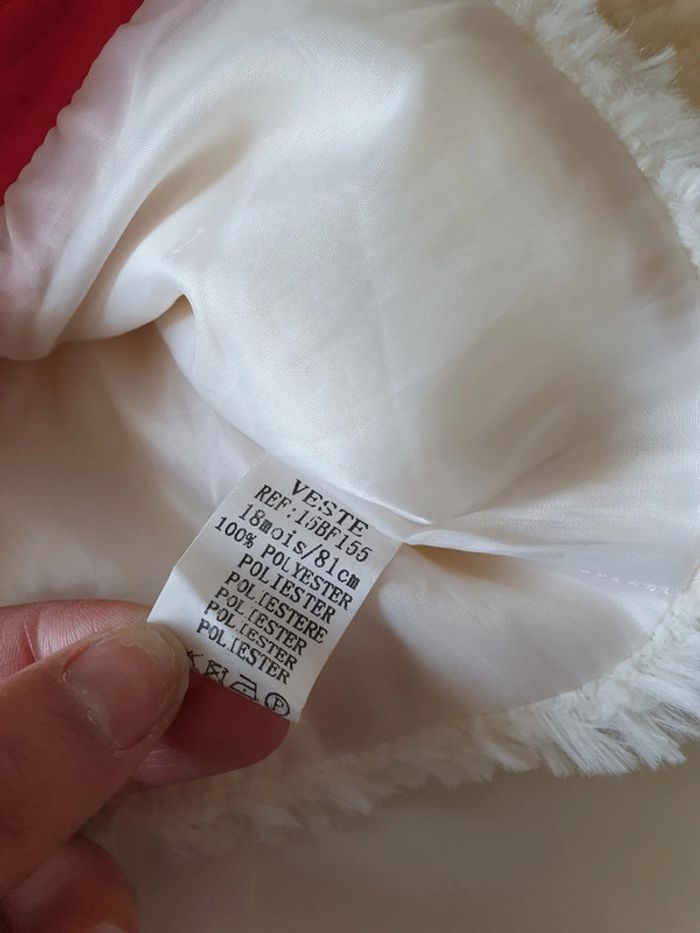 VESTE
REF:15BF155
18mois/81cm
100% POLYESTER
POLIESTER
POLIESTERE
POLIESTER
POLIESTER
P